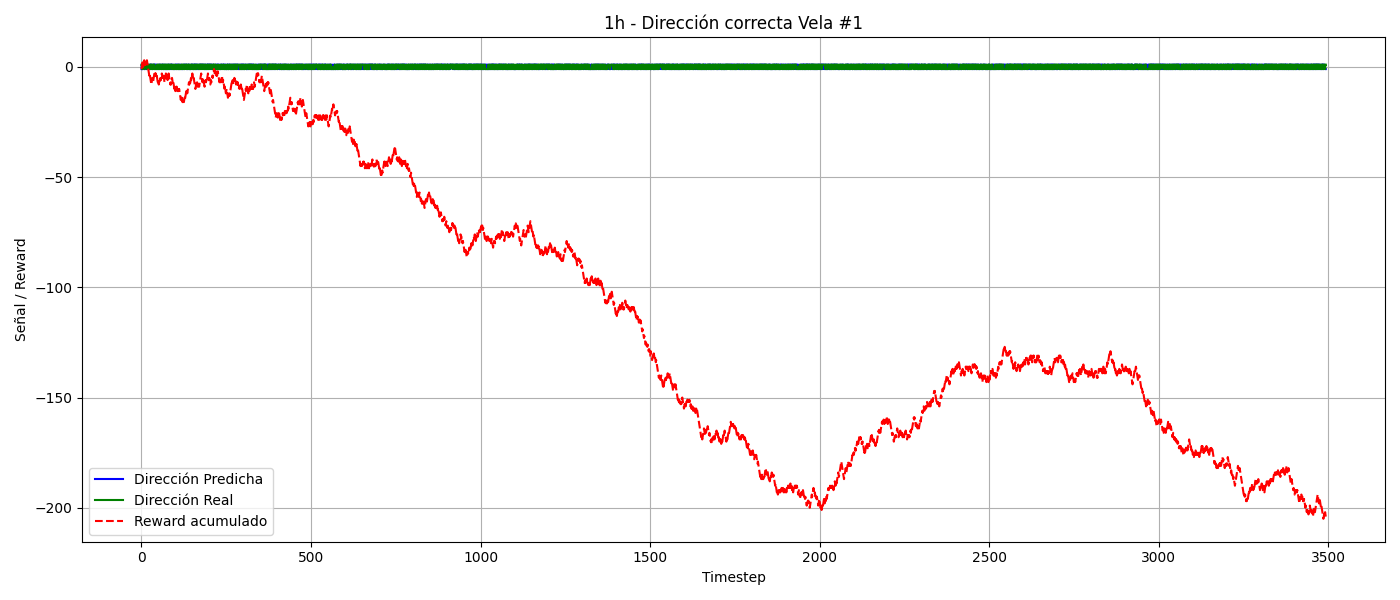 1h - Dirección correcta Vela #1
Señal / Reward
0
−50
−100
−150
−200
Dirección Predicha
Dirección Real
Reward acumulado
0 500 1000 1500 2000 2500 3000 3500
Timestep